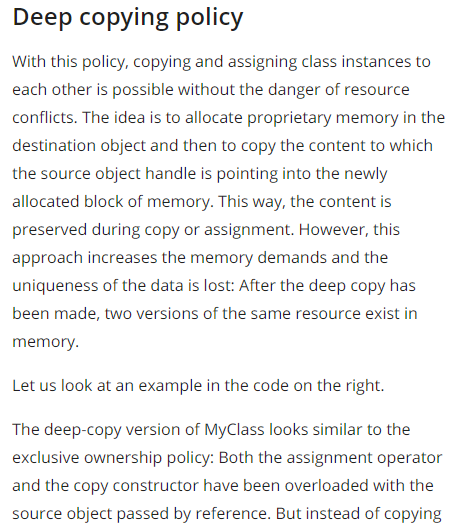 Deep copying policy
With this policy, copying and assigning class instances to
each other is possible without the danger of resource
conflicts. The idea is to allocate proprietary memory in the
destination object and then to copy the content to which
the source object handle is pointing into the newly
allocated block of memory. This way, the content is
preserved during copy or assignment. However, this
approach increases the memory demands and the
uniqueness of the data is lost: After the deep copy has
been made, two versions of the same resource exist in
memory.
Let us look at an example in the code on the right.
The deep-copy version of MyClass looks similar to the
exclusive ownership policy: Both the assignment operator
and the copy constructor have been overloaded with the
source object passed by reference. But instead of copying